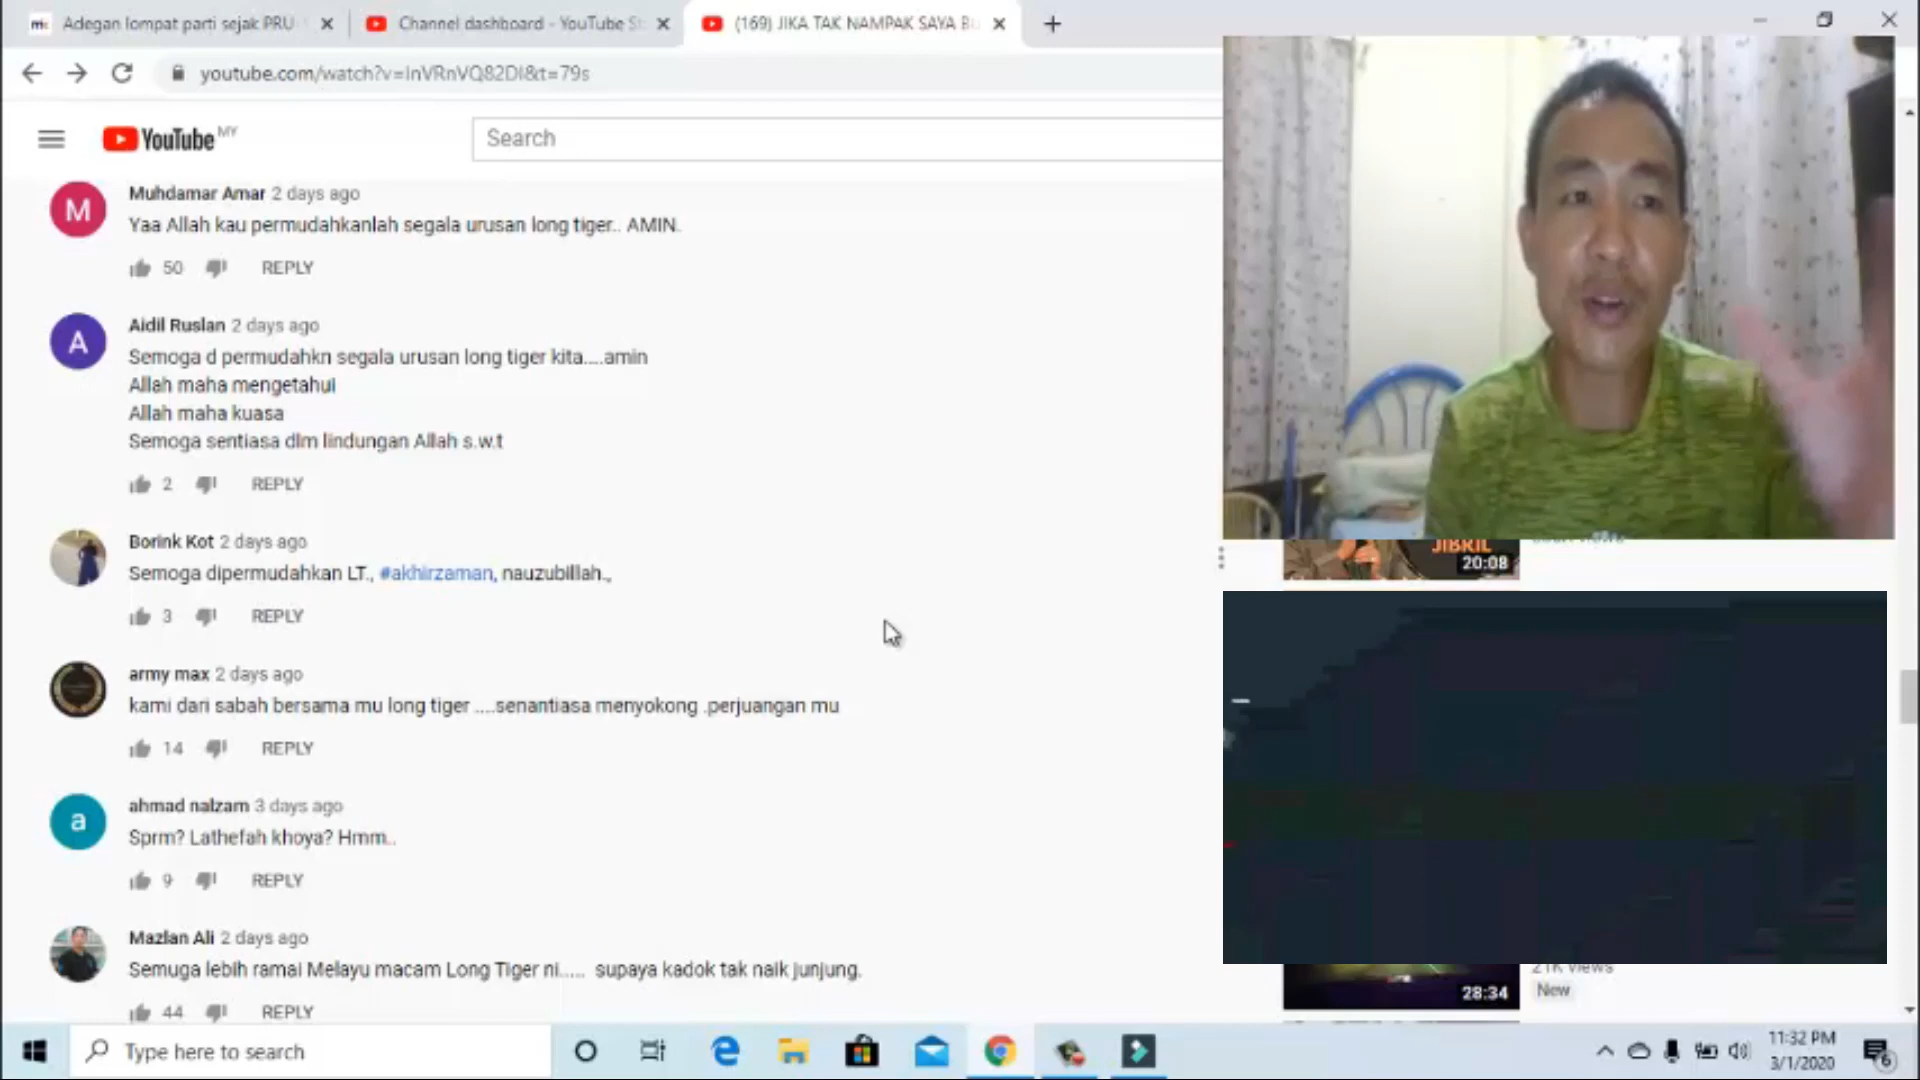 Adegan lompat parti sejak PRU
Channel dashboard - YouTube S
(169) JIKA TAK NAMPAK SAYA B
youtube.com/watch?v=InVRnVQ82DI&t=79s
YouTube MY
Search
Muhdamar Amar 2 days ago
Yaa Allah kau permudahkanlah segala urusan long tiger.. AMIN.
50 REPLY
Aidil Ruslan 2 days ago
Semoga d permudahkn segala urusan long tiger kita....amin
Allah maha mengetahui
Allah maha kuasa
Semoga sentiasa dlm lindungan Allah s.w.t
2 REPLY
Borink Kot 2 days ago
Semoga dipermudahkan LT., #akhirzaman, nauzubillah.,
3 REPLY
army max 2 days ago
kami dari sabah bersama mu long tiger ....senantiasa menyokong .perjuangan mu
14 REPLY
ahmad nalzam 3 days ago
Sprm? Lathefah khoya? Hmm..
9 REPLY
Mazlan Ali 2 days ago
Semuga lebih ramai Melayu macam Long Tiger ni..... supaya kadok tak naik junjung.
44 REPLY
JIBRIL
20:08
21K views
New
28:34
Type here to search
11:32 PM
3/1/2020
6